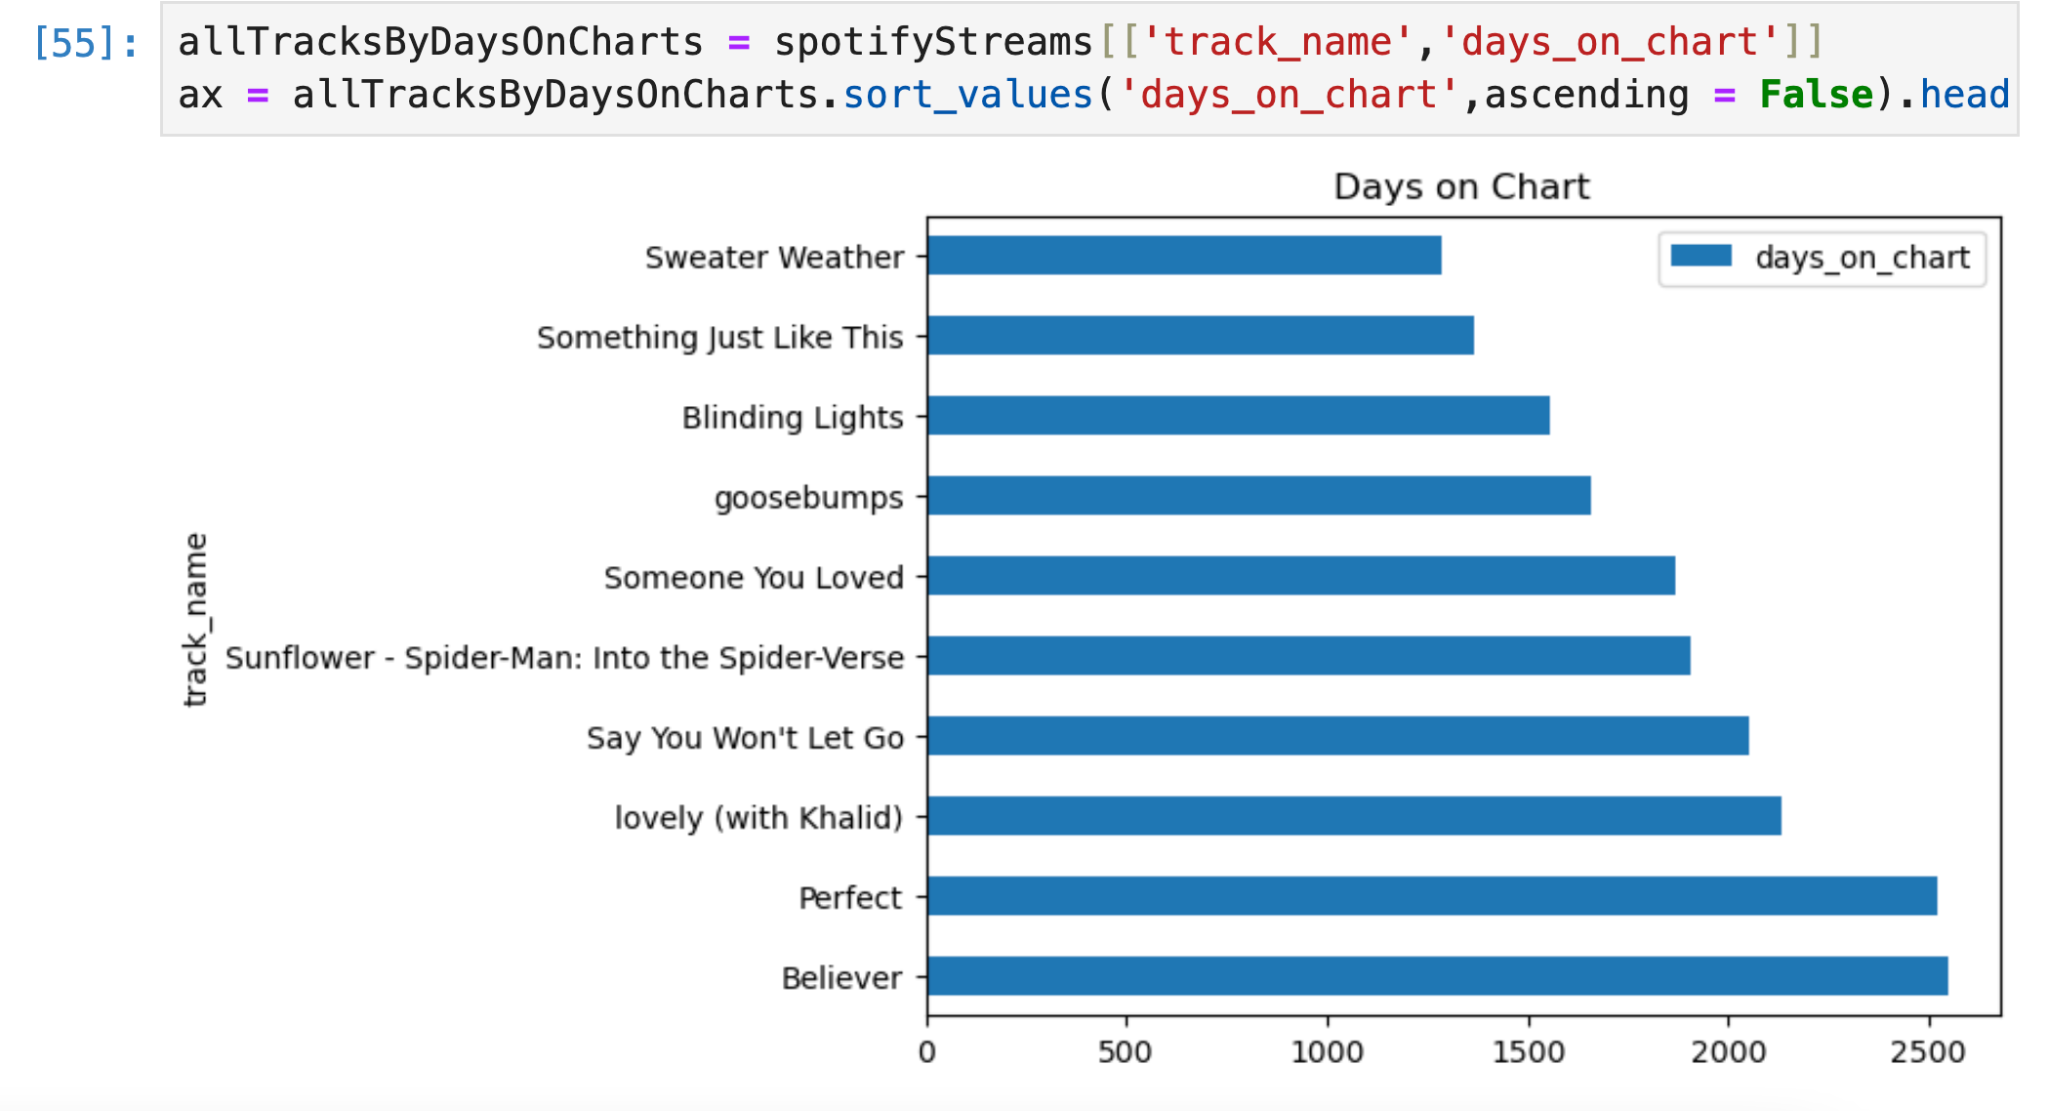 [55]: allTracksByDaysOnCharts = spotifyStreams[['track_name','days_on_chart']]
ax = allTracksByDaysOnCharts.sort_values('days_on_chart',ascending = False).head
Days on Chart
days_on_chart
track_name
Sweater Weather
Something Just Like This
Blinding Lights
goosebumps
Someone You Loved
Sunflower - Spider-Man: Into the Spider-Verse
Say You Won't Let Go
lovely (with Khalid)
Perfect
Believer
0 500 1000 1500 2000 2500